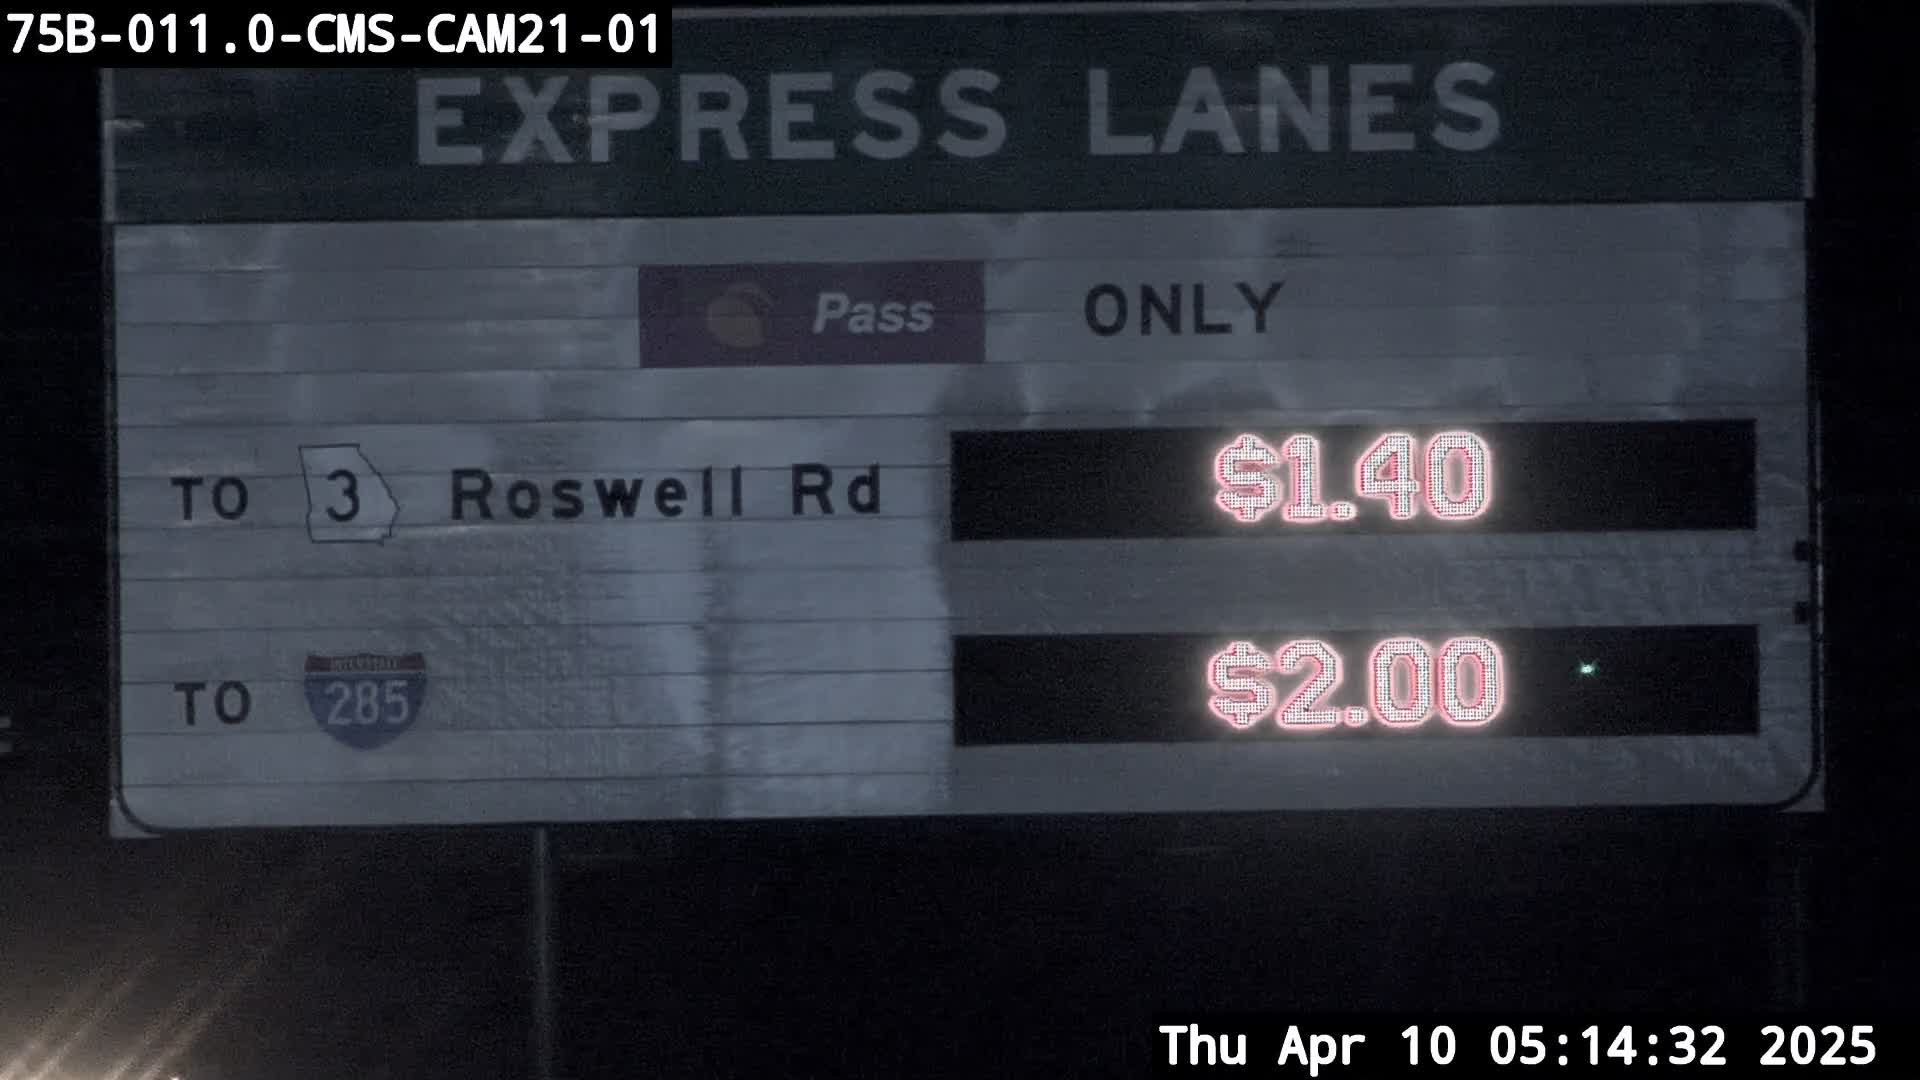 75B-011.0-CMS-CAM21-01
EXPRESS LANES
Pass ONLY
TO 3 Roswell Rd $1.40
INTERSTATE
TO 285 $2.00
Thu Apr 10 05:14:32 2025